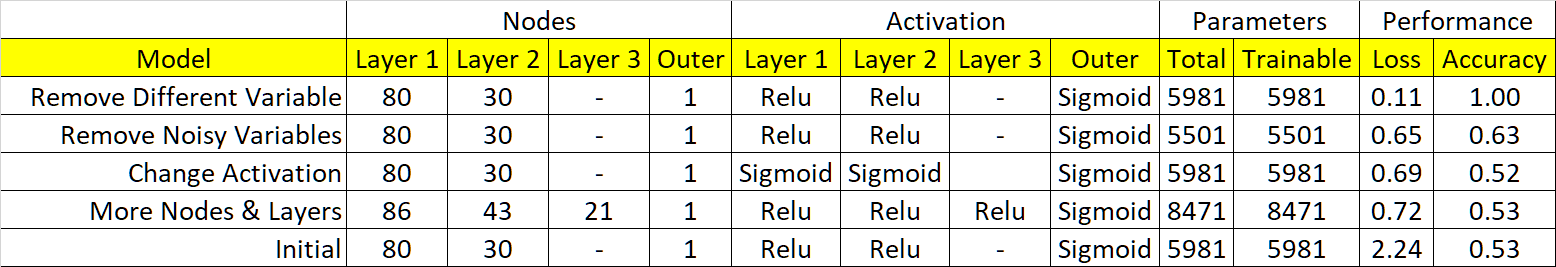 Nodes Activation Parameters Performance
Model Layer 1 Layer 2 Layer 3 Outer Layer 1 Layer 2 Layer 3 Outer Total Trainable Loss Accuracy
Remove Different Variable 80 30 - 1 Relu Relu - Sigmoid 5981 5981 0.11 1.00
Remove Noisy Variables 80 30 - 1 Relu Relu - Sigmoid 5501 5501 0.65 0.63
Change Activation 80 30 - 1 Sigmoid Sigmoid Sigmoid 5981 5981 0.69 0.52
More Nodes & Layers 86 43 21 1 Relu Relu Relu Sigmoid 8471 8471 0.72 0.53
Initial 80 30 - 1 Relu Relu - Sigmoid 5981 5981 2.24 0.53